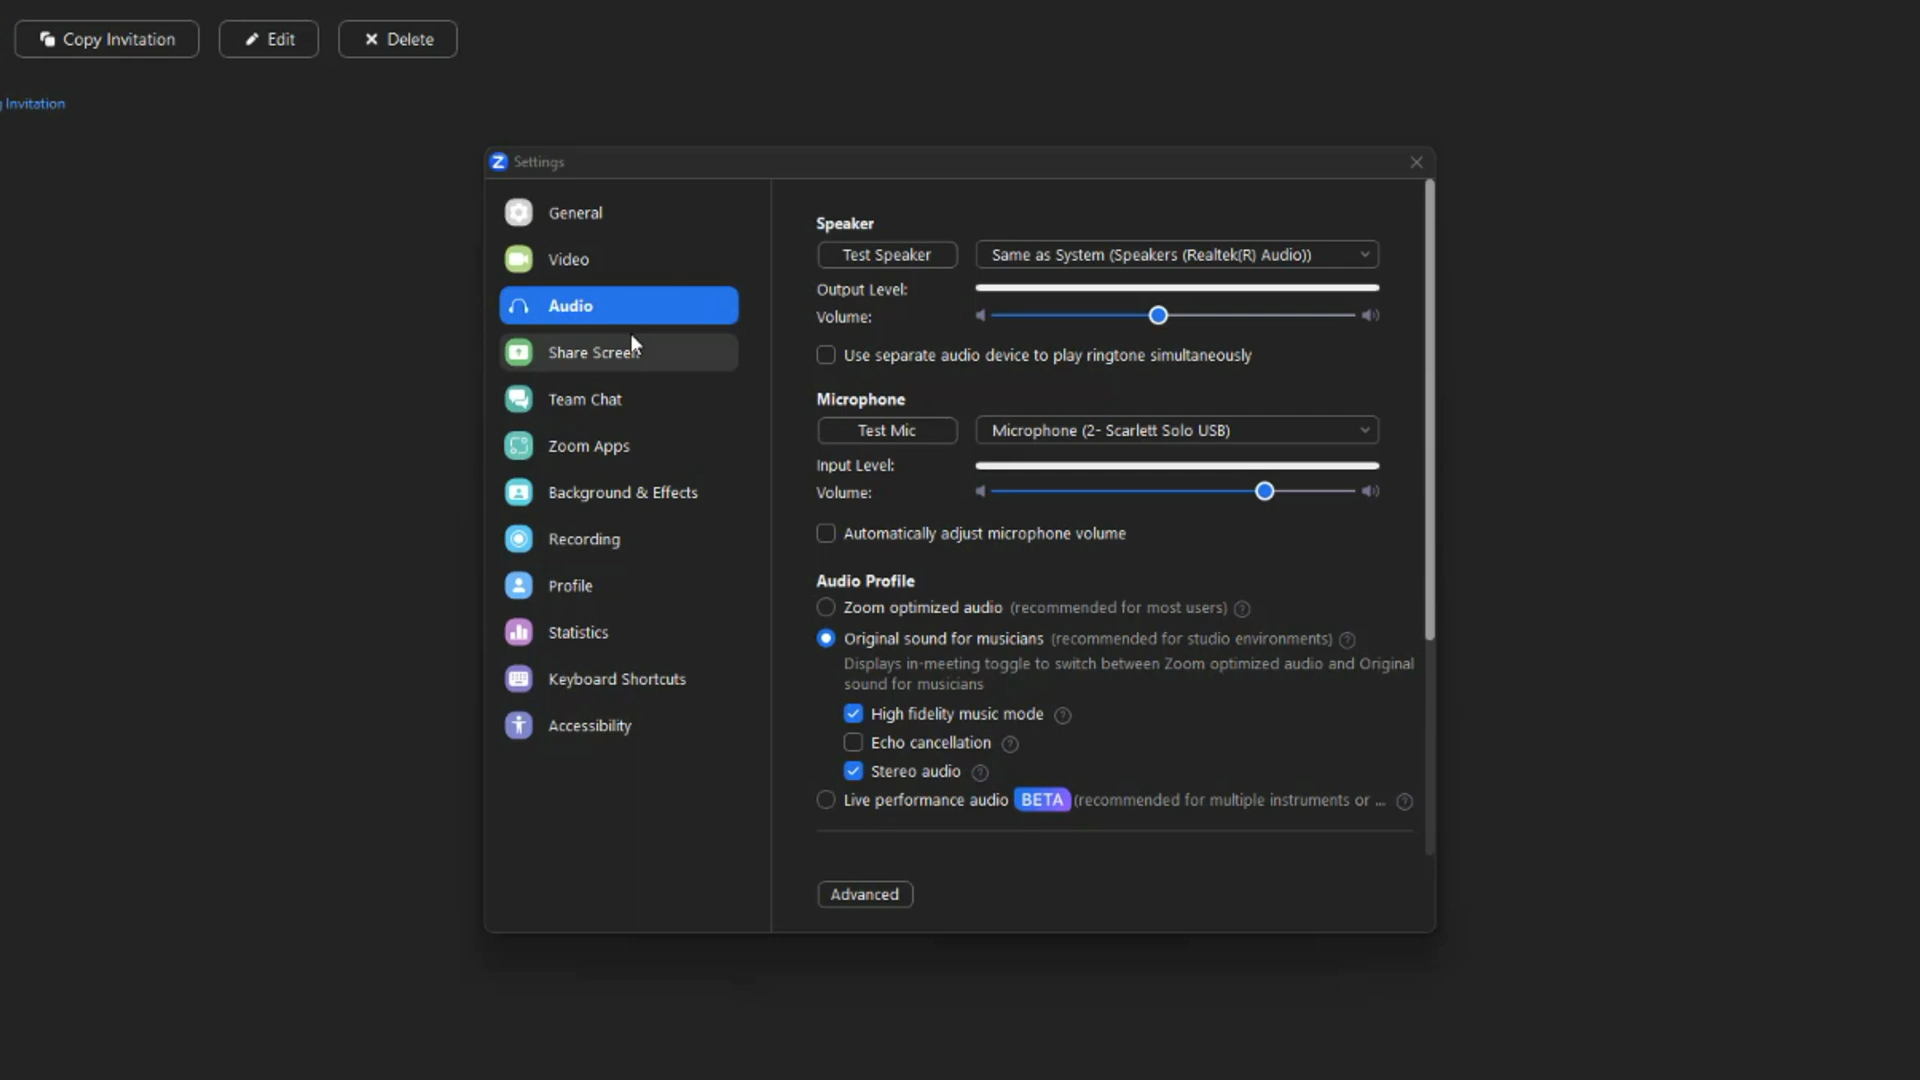 Copy Invitation
Edit
Delete
Invitation
Settings
General
Video
Audio
Share Screen
Team Chat
Zoom Apps
Background & Effects
Recording
Profile
Statistics
Keyboard Shortcuts
Accessibility
Speaker
Test Speaker
Same as System (Speakers (Realtek(R) Audio))
Output Level:
Volume:
Use separate audio device to play ringtone simultaneously
Microphone
Test Mic
Microphone (2- Scarlett Solo USB)
Input Level:
Volume:
Automatically adjust microphone volume
Audio Profile
Zoom optimized audio (recommended for most users)
Original sound for musicians (recommended for studio environments)
Displays in-meeting toggle to switch between Zoom optimized audio and Original
sound for musicians
High fidelity music mode
Echo cancellation
Stereo audio
Live performance audio BETA (recommended for multiple instruments or ...
Advanced